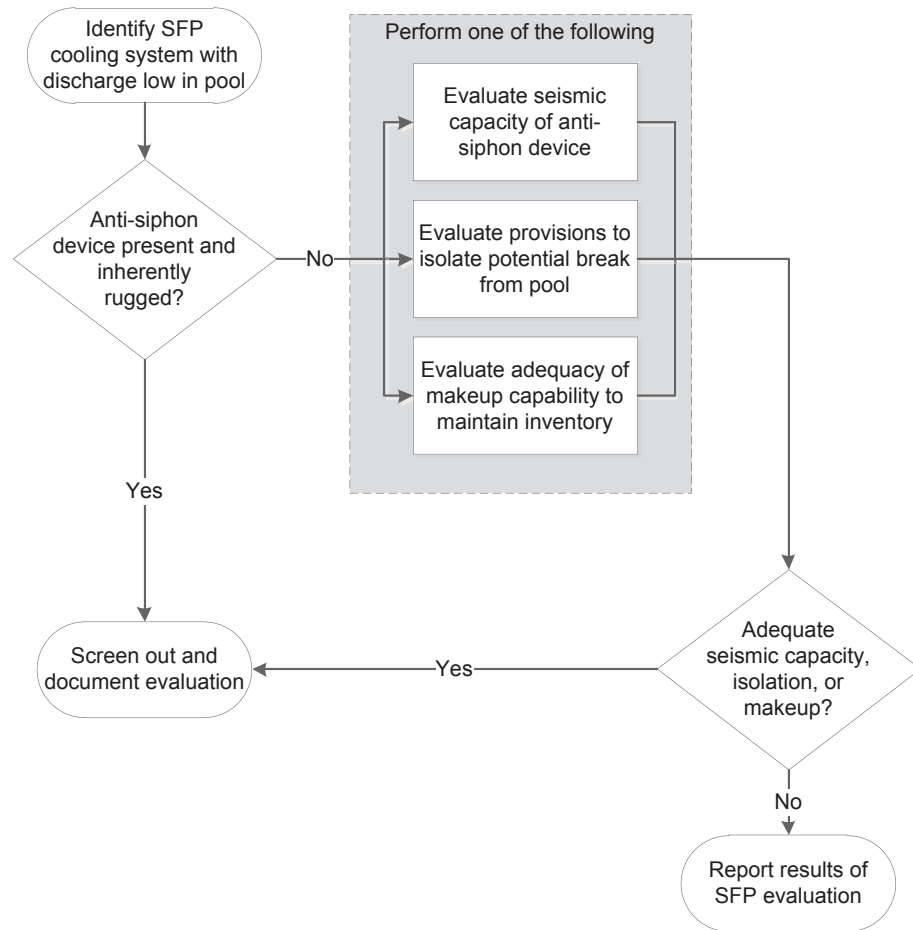 Identify SFP
cooling system with
discharge low in pool
Perform one of the following
Evaluate seismic
capacity of anti-
siphon device
Anti-siphon
device present and
inherently
rugged?
No
Evaluate provisions to
isolate potential break
from pool
Evaluate adequacy of
makeup capability to
maintain inventory
Yes
Screen out and
document evaluation
Yes
Adequate
seismic capacity,
isolation, or
makeup?
No
Report results of
SFP evaluation